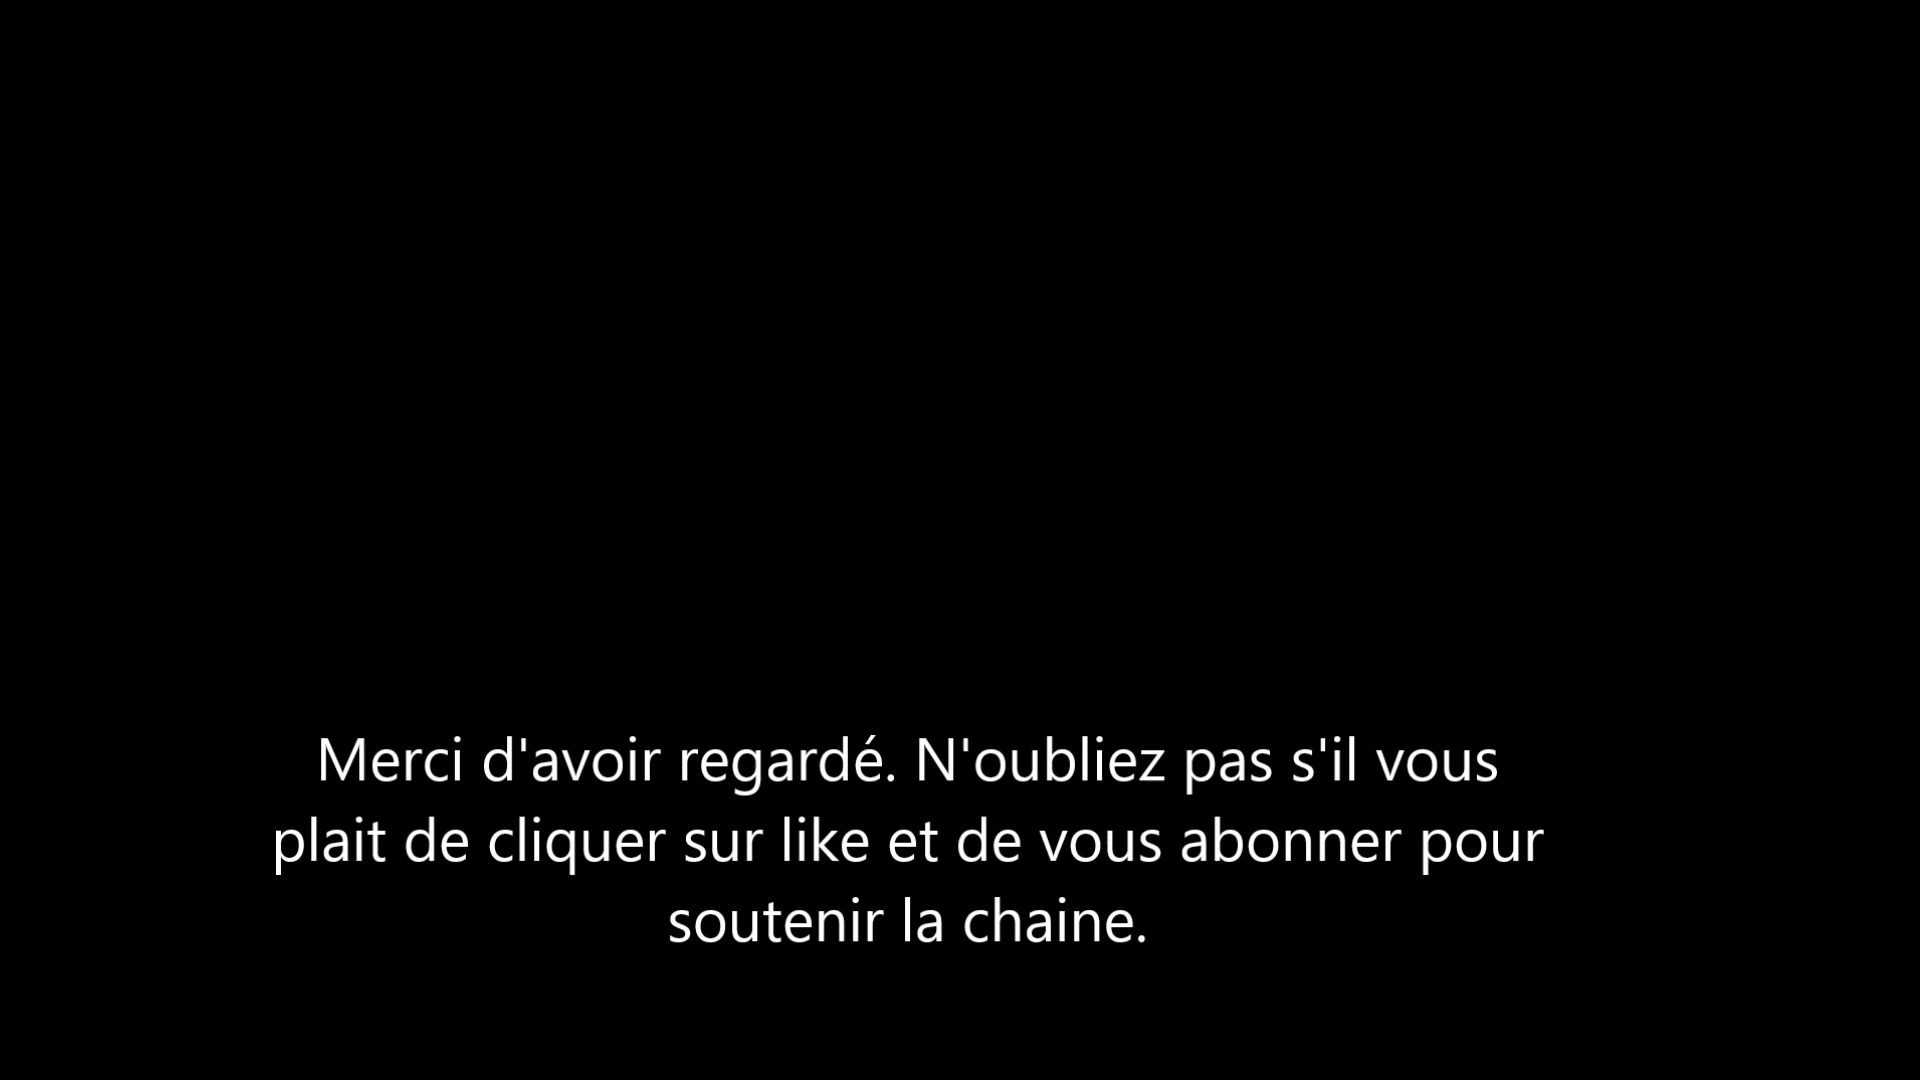 Merci d'avoir regardé. N'oubliez pas s'il vous
plait de cliquer sur like et de vous abonner pour
soutenir la chaine.